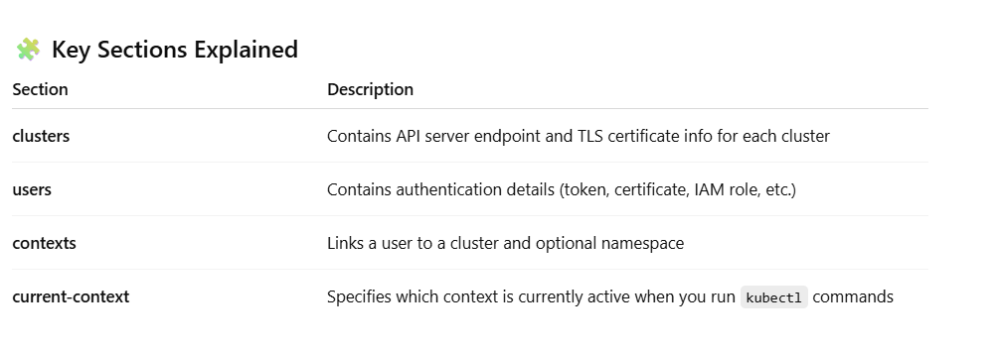 🧩 Key Sections Explained
Section Description
clusters Contains API server endpoint and TLS certificate info for each cluster
users Contains authentication details (token, certificate, IAM role, etc.)
contexts Links a user to a cluster and optional namespace
current-context Specifies which context is currently active when you run kubectl commands